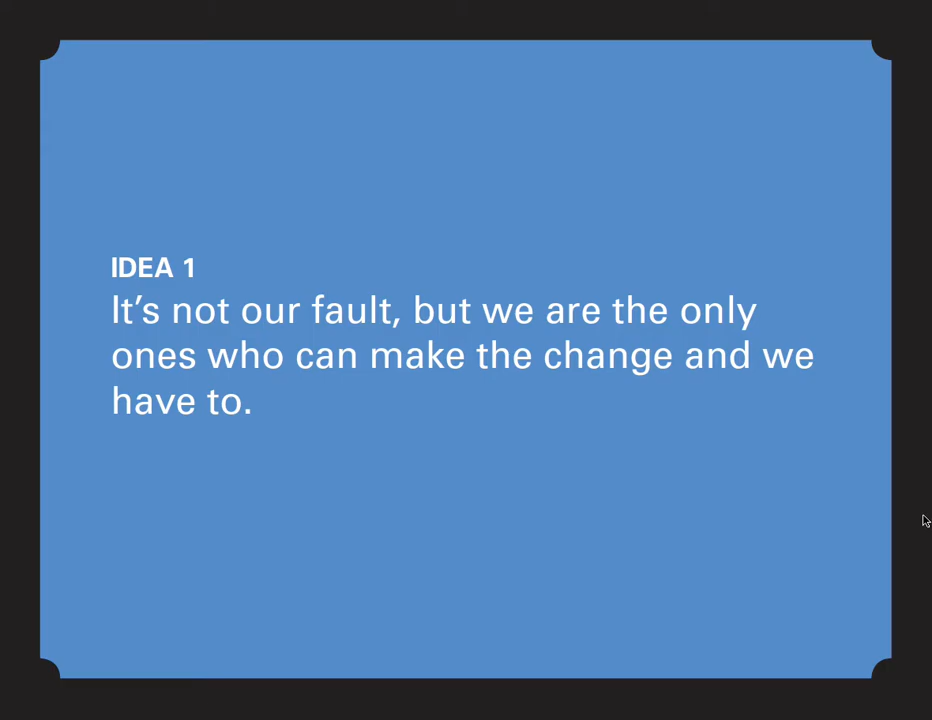 IDEA 1
It’s not our fault, but we are the only
ones who can make the change and we
have to.